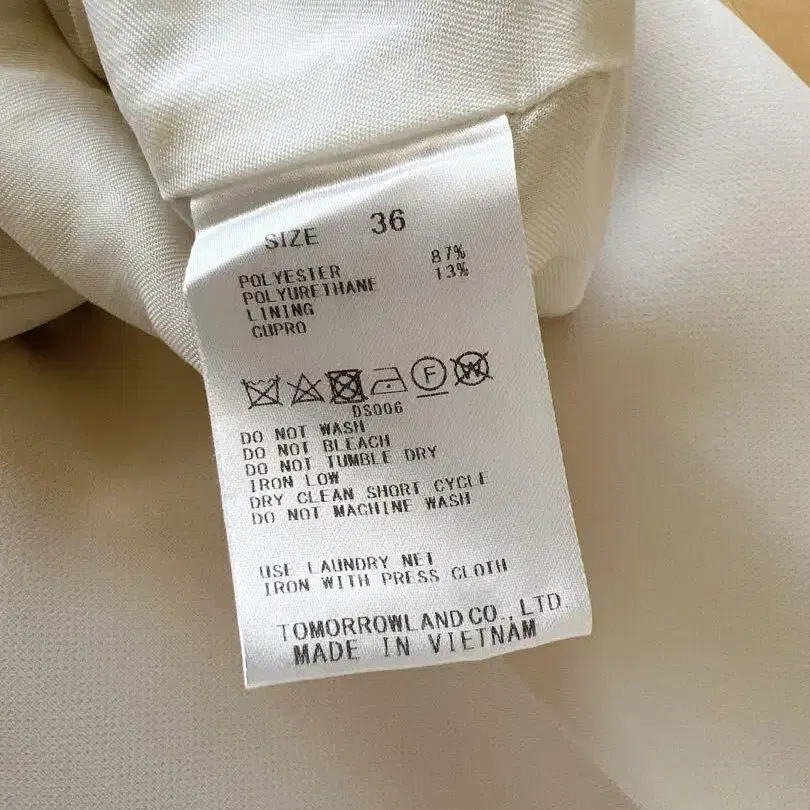 SIZE 36
POLYESTER 87%
POLYURETHANE 13%
LINING
CUPRO
F W
DS006
DO NOT WASH
DO NOT BLEACH
DO NOT TUMBLE DRY
IRON LOW
DRY CLEAN SHORT CYCLE
DO NOT MACHINE WASH
USE LAUNDRY NET
IRON WITH PRESS CLOTH
TOMORROWLAND CO., LTD.
MADE IN VIETNAM